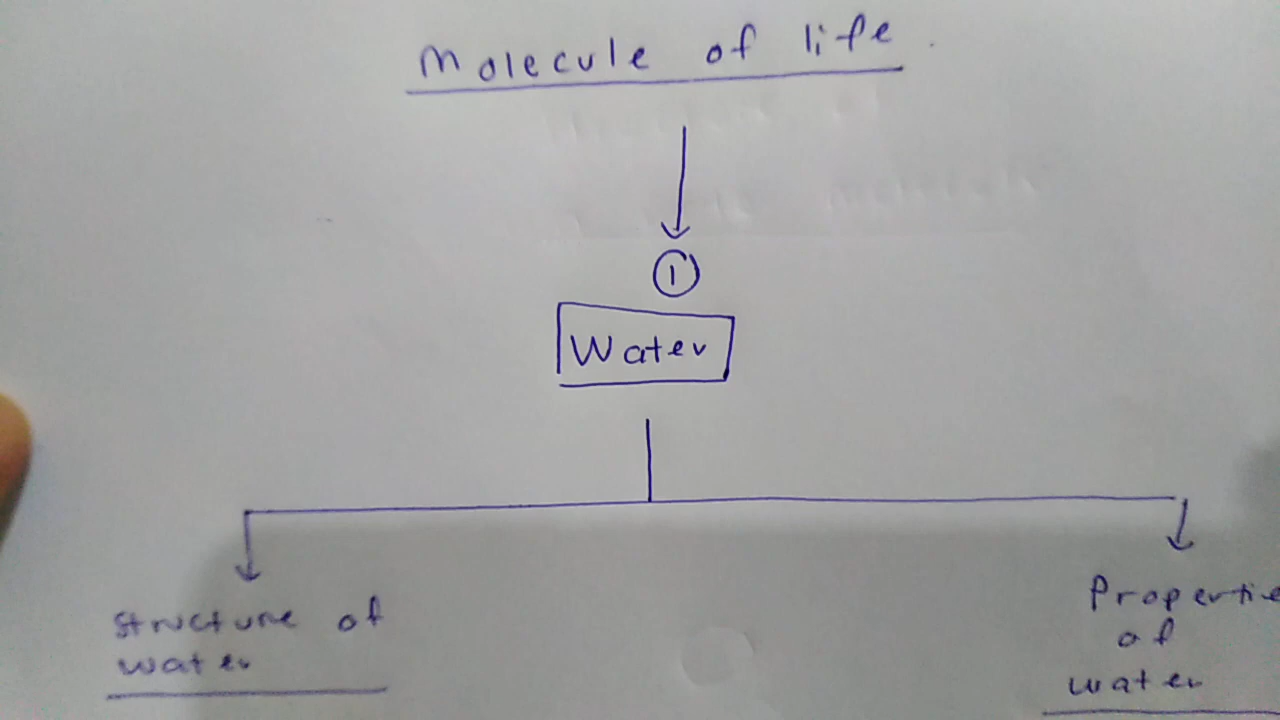 Molecule of life.
1
Water
Structure of
water
Propertie
of
water